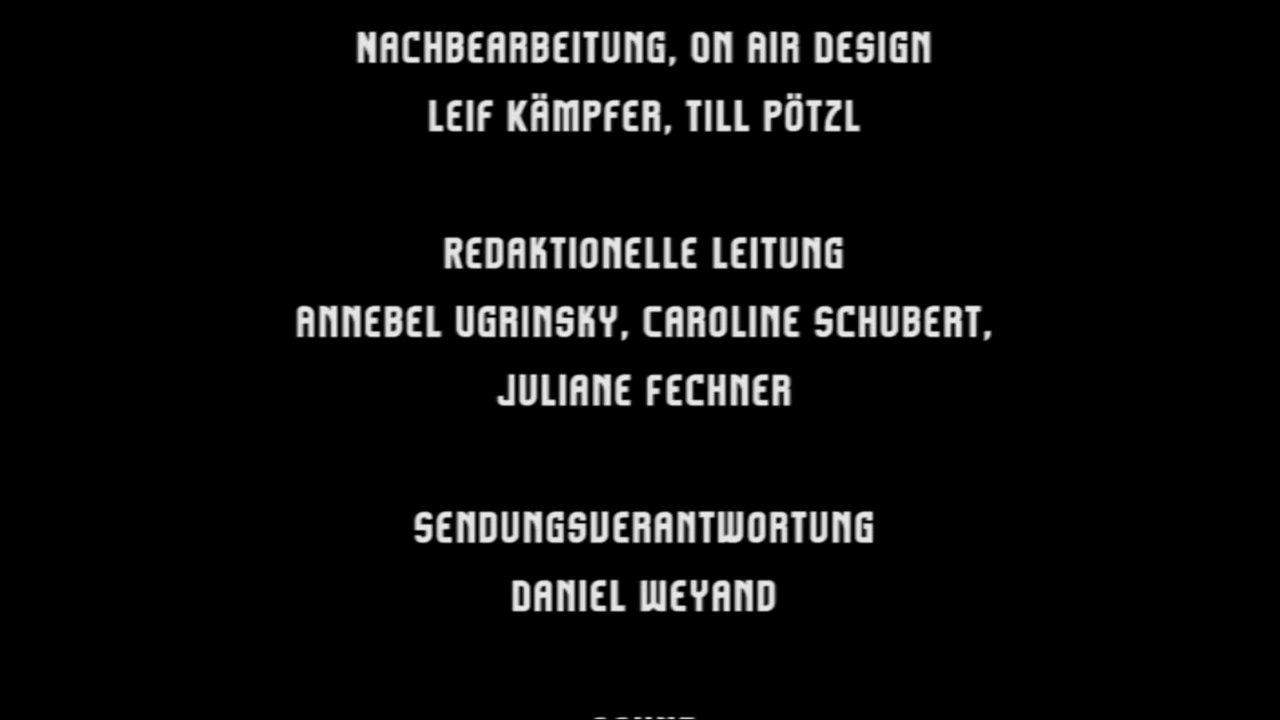 NACHBEARBEITUNG, ON AIR DESIGN
LEIF KÄMPFER, TILL PÖTZL
REDAKTIONELLE LEITUNG
ANNEBEL UGRINSKY, CAROLINE SCHUBERT,
JULIANE FECHNER
SENDUNGSVERANTWORTUNG
DANIEL WEYAND